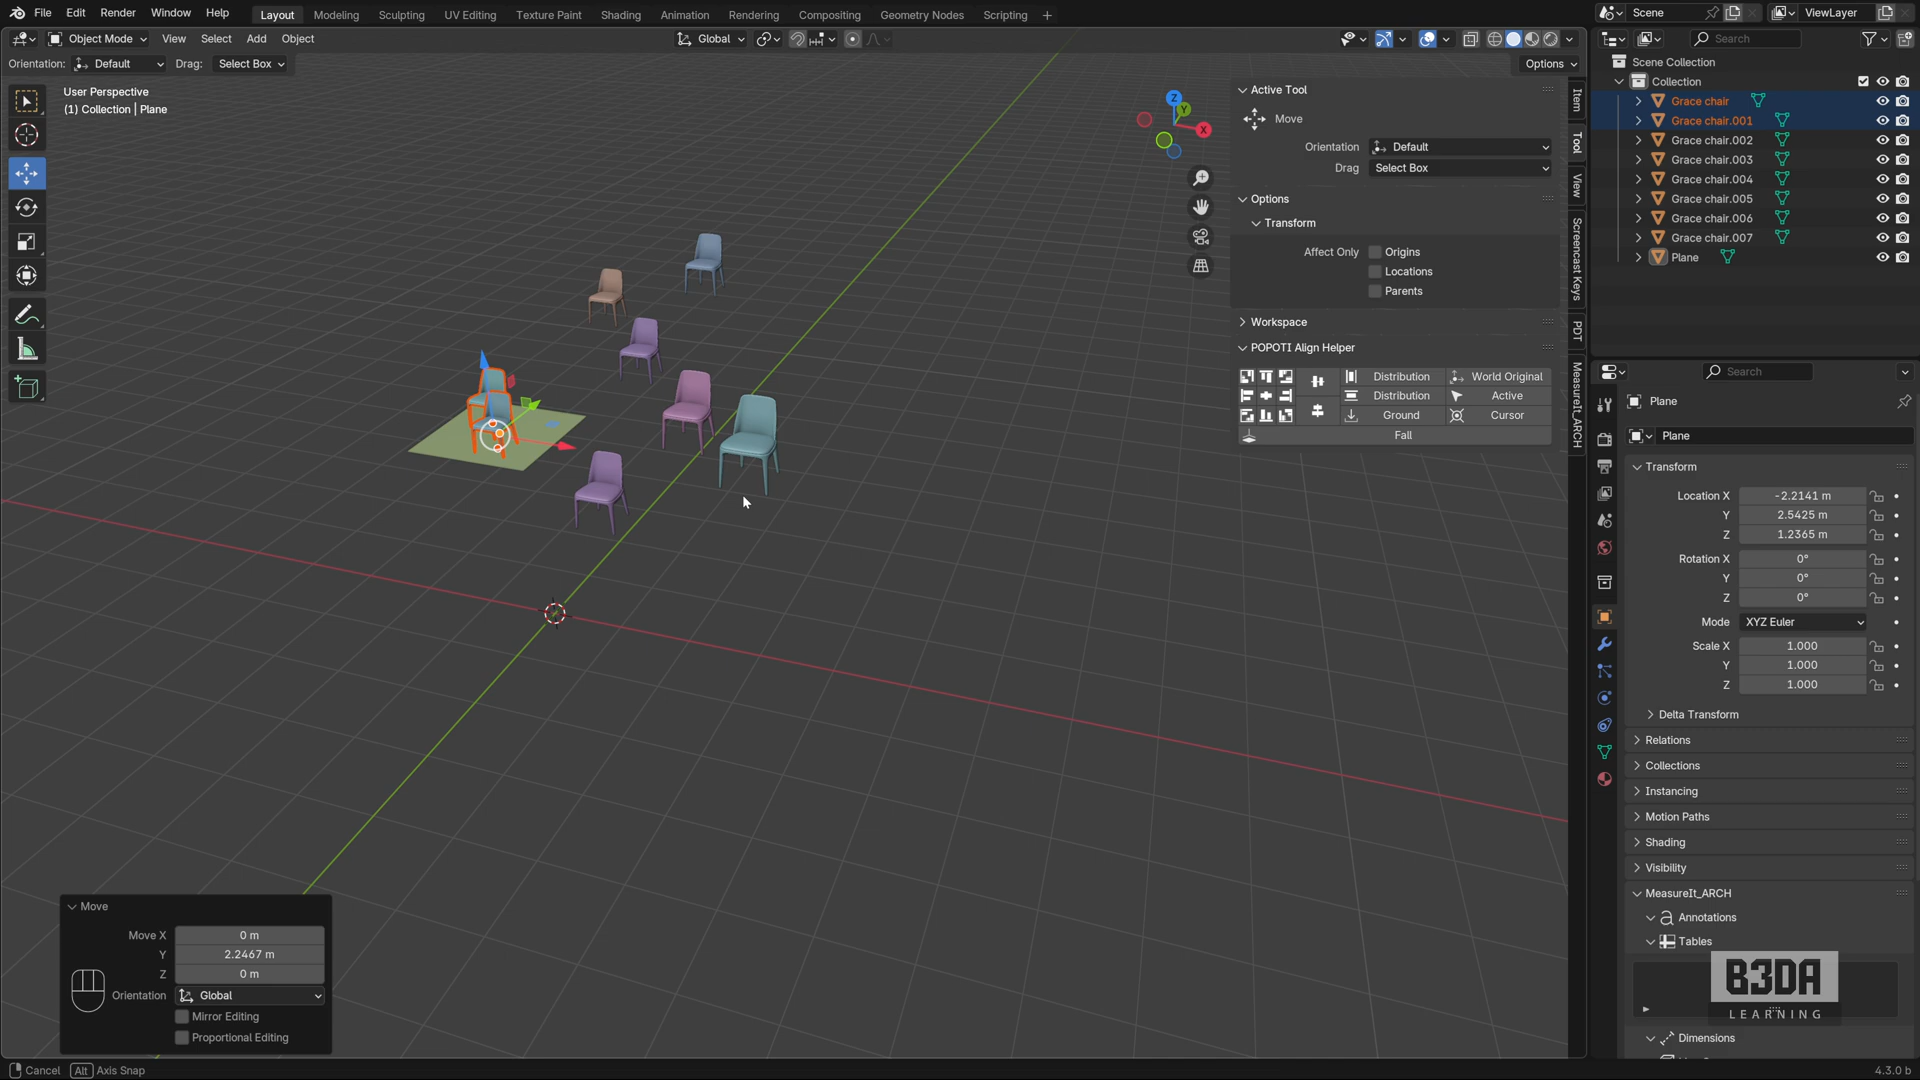 File Edit Render Window Help Layout Modeling Sculpting UV Editing Texture Paint Shading Animation Rendering Compositing Geometry Nodes Scripting + Scene ViewLayer
Object Mode View Select Add Object Global Search
Orientation: Default Drag: Select Box Options
User Perspective
(1) Collection | Plane
Z
Y
X
Active Tool
Move
Orientation Default
Drag Select Box
Options
Transform
Affect Only Origins
Locations
Parents
Workspace
POPOTI Align Helper
Distribution World Original
Distribution Active
Ground Cursor
Fall
Item
Tool
View
Screencast Keys
PDT
MeasureIt_ARCH
Scene Collection
Collection
Grace chair
Grace chair.001
Grace chair.002
Grace chair.003
Grace chair.004
Grace chair.005
Grace chair.006
Grace chair.007
Plane
Search
Plane
Plane
Transform
Location X -2.2141 m
Y 2.5425 m
Z 1.2365 m
Rotation X 0°
Y 0°
Z 0°
Mode XYZ Euler
Scale X 1.000
Y 1.000
Z 1.000
Delta Transform
Relations
Collections
Instancing
Motion Paths
Shading
Visibility
MeasureIt_ARCH
Annotations
Tables
B3DA
LEARNING
Dimensions
Move
Move X 0 m
Y 2.2467 m
Z 0 m
Orientation Global
Mirror Editing
Proportional Editing
Cancel Alt Axis Snap 4.3.0 b